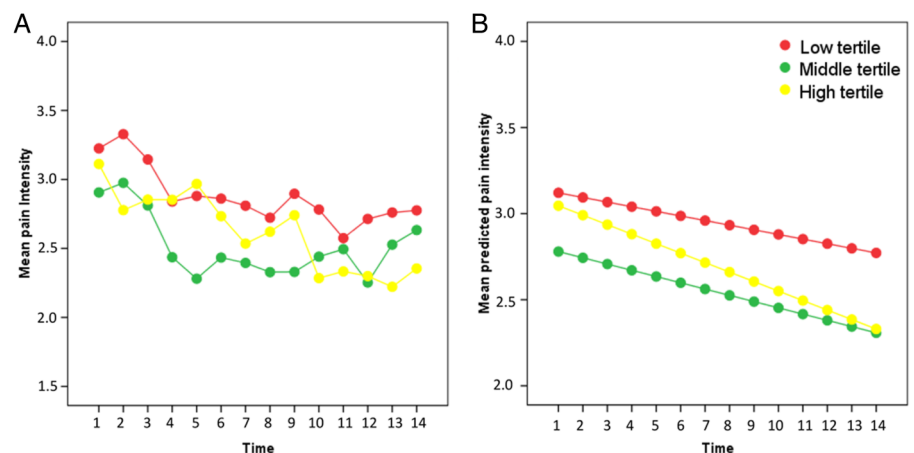 A
4.0
3.5
3.0
2.5
2.0
1.5
Mean pain Intensity
1 2 3 4 5 6 7 8 9 10 11 12 13 14
Time
B
4.0
3.5
3.0
2.5
2.0
Mean predicted pain intensity
Low tertile
Middle tertile
High tertile
1 2 3 4 5 6 7 8 9 10 11 12 13 14
Time